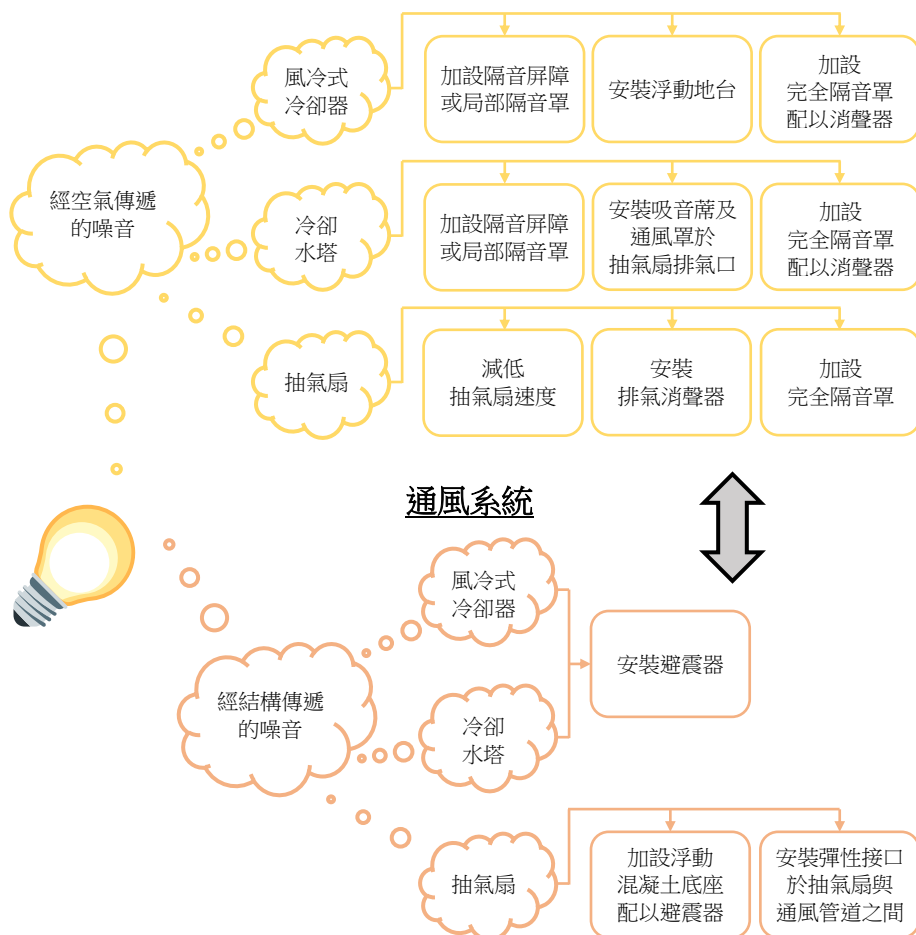 風冷式
冷卻器
加設隔音屏障
或局部隔音罩
安裝浮動地台
加設
完全隔音罩
配以消聲器
經空氣傳遞
的噪音
冷卻
水塔
加設隔音屏障
或局部隔音罩
安裝吸音蓆及
通風罩於
抽氣扇排氣口
加設
完全隔音罩
配以消聲器
抽氣扇
減低
抽氣扇速度
安裝
排氣消聲器
加設
完全隔音罩
通風系統
風冷式
冷卻器
安裝避震器
經結構傳遞
的噪音
冷卻
水塔
抽氣扇
加設浮動
混凝土底座
配以避震器
安裝彈性接口
於抽氣扇與
通風管道之間